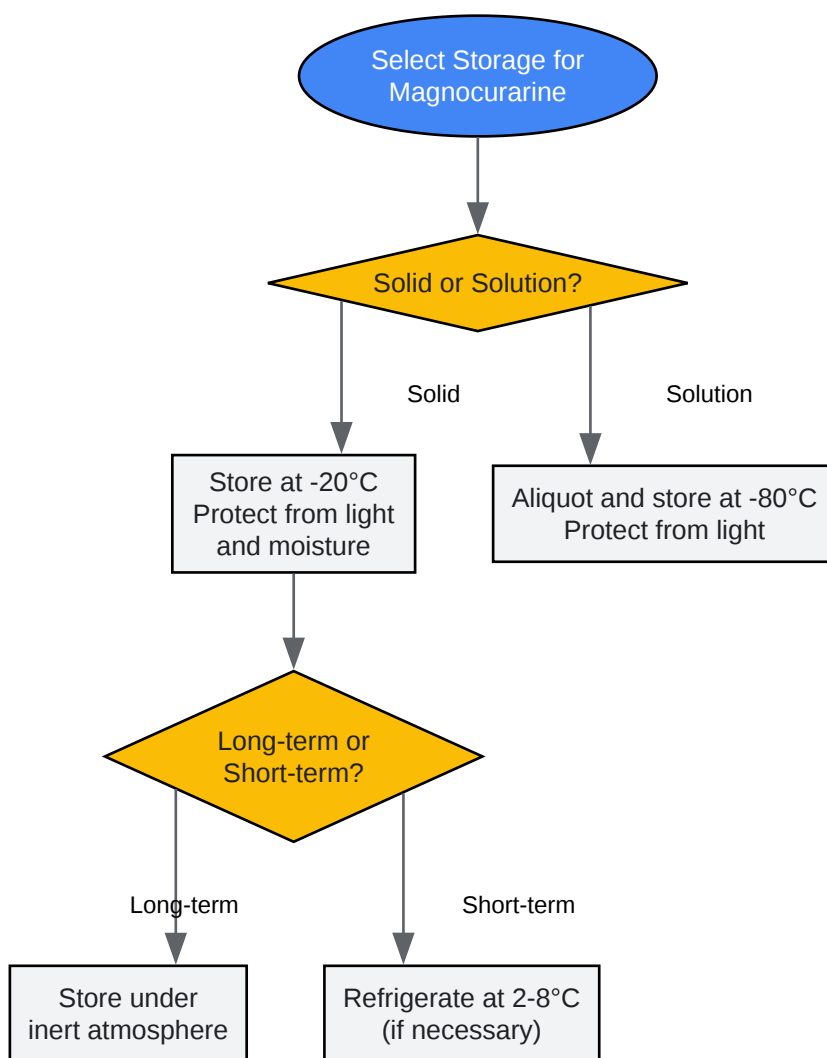 Select Storage for
Magnocurarine
Solid or Solution?
Solid
Solution
Store at -20°C
Protect from light
and moisture
Aliquot and store at -80°C
Protect from light
Long-term or
Short-term?
Long-term
Short-term
Store under
inert atmosphere
Refrigerate at 2-8°C
(if necessary)